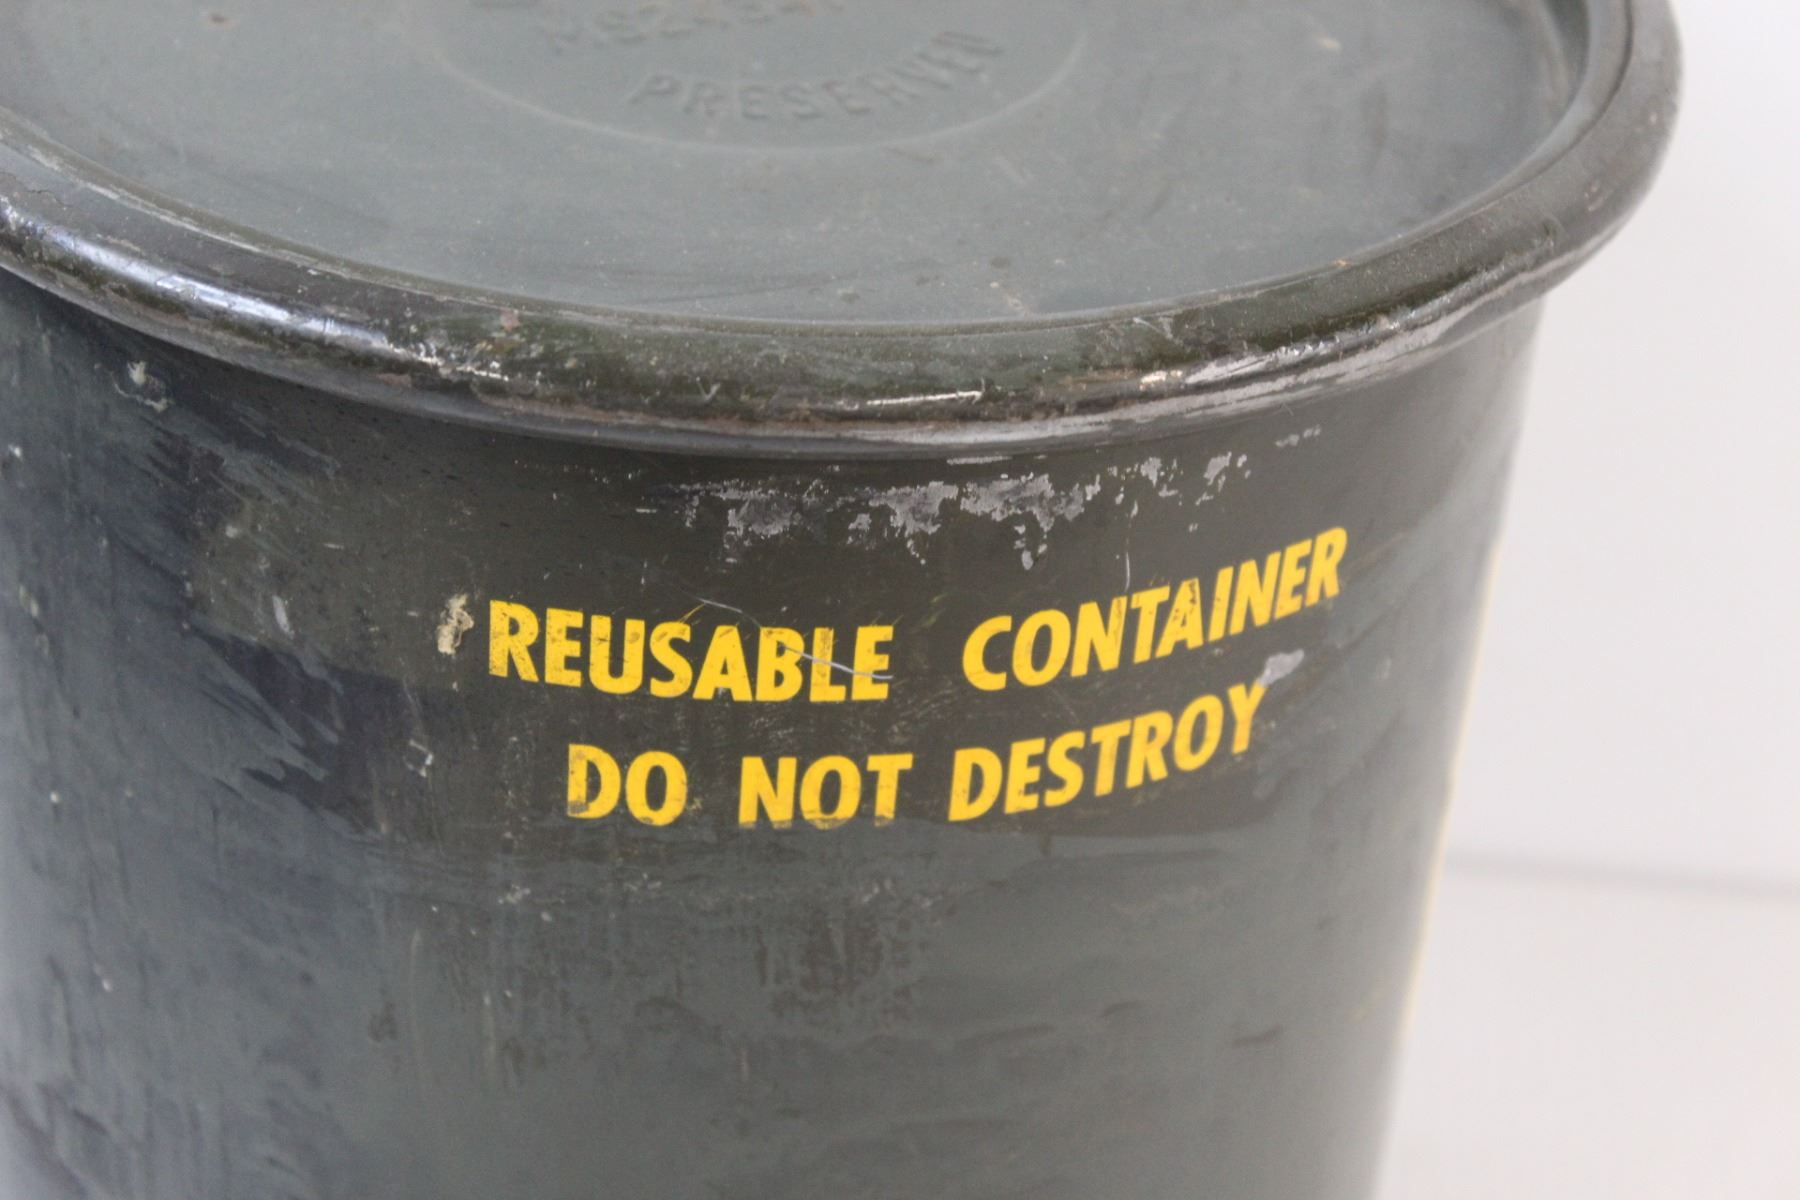 PRESERVED
REUSABLE CONTAINER
DO NOT DESTROY